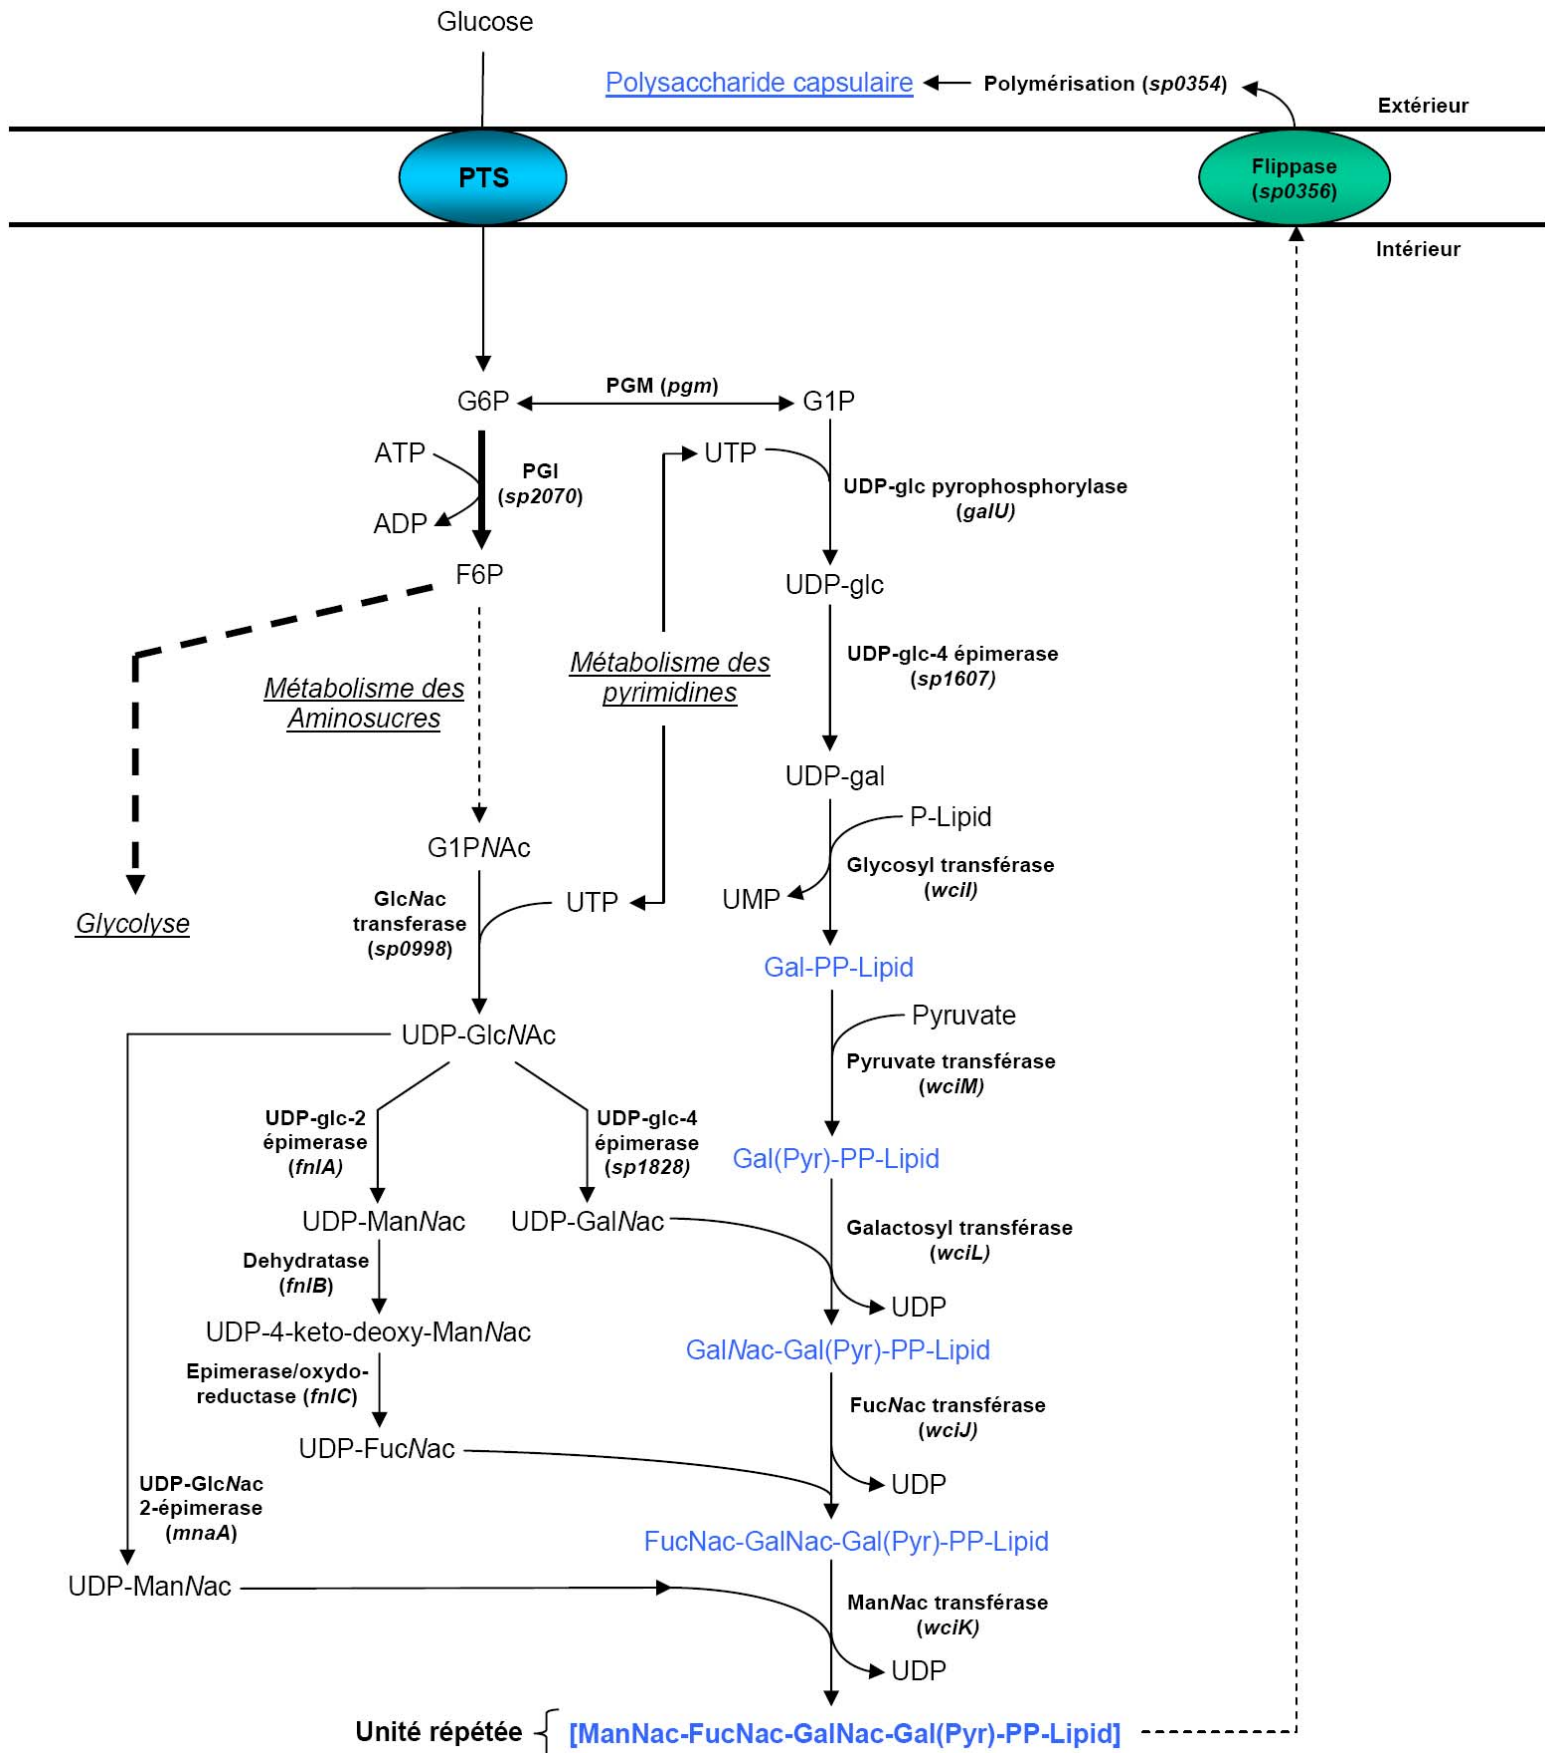 Glucose
Polysaccharide capsulaire
Polymérisation (sp0354)
Extérieur
PTS
Flippase
(sp0356)
Intérieur
G6P
PGM (pgm)
G1P
ATP
PGI
(sp2070)
ADP
UTP
UDP-glc pyrophosphorylase
(galU)
F6P
UDP-glc
Métabolisme des
Aminosucres
Métabolisme des
pyrimidines
UDP-glc-4 épimerase
(sp1607)
UDP-gal
P-Lipid
G1PNAc
Glycosyl transférase
(wciI)
UMP
GlcNac
transferase
(sp0998)
UTP
Glycolyse
Gal-PP-Lipid
Pyruvate
UDP-GlcNAc
Pyruvate transférase
(wciM)
UDP-glc-2
épimerase
(fnlA)
UDP-glc-4
épimerase
(sp1828)
Gal(Pyr)-PP-Lipid
UDP-ManNac
UDP-GalNac
Galactosyl transférase
(wciL)
Dehydratase
(fnlB)
UDP
UDP-4-keto-deoxy-ManNac
GalNac-Gal(Pyr)-PP-Lipid
Epimerase/oxydo-
reductase (fnlC)
FucNac transférase
(wciJ)
UDP-FucNac
UDP
UDP-GlcNac
2-épimerase
(mnaA)
FucNac-GalNac-Gal(Pyr)-PP-Lipid
UDP-ManNac
ManNac transférase
(wciK)
UDP
Unité répétée
[ManNac-FucNac-GalNac-Gal(Pyr)-PP-Lipid]